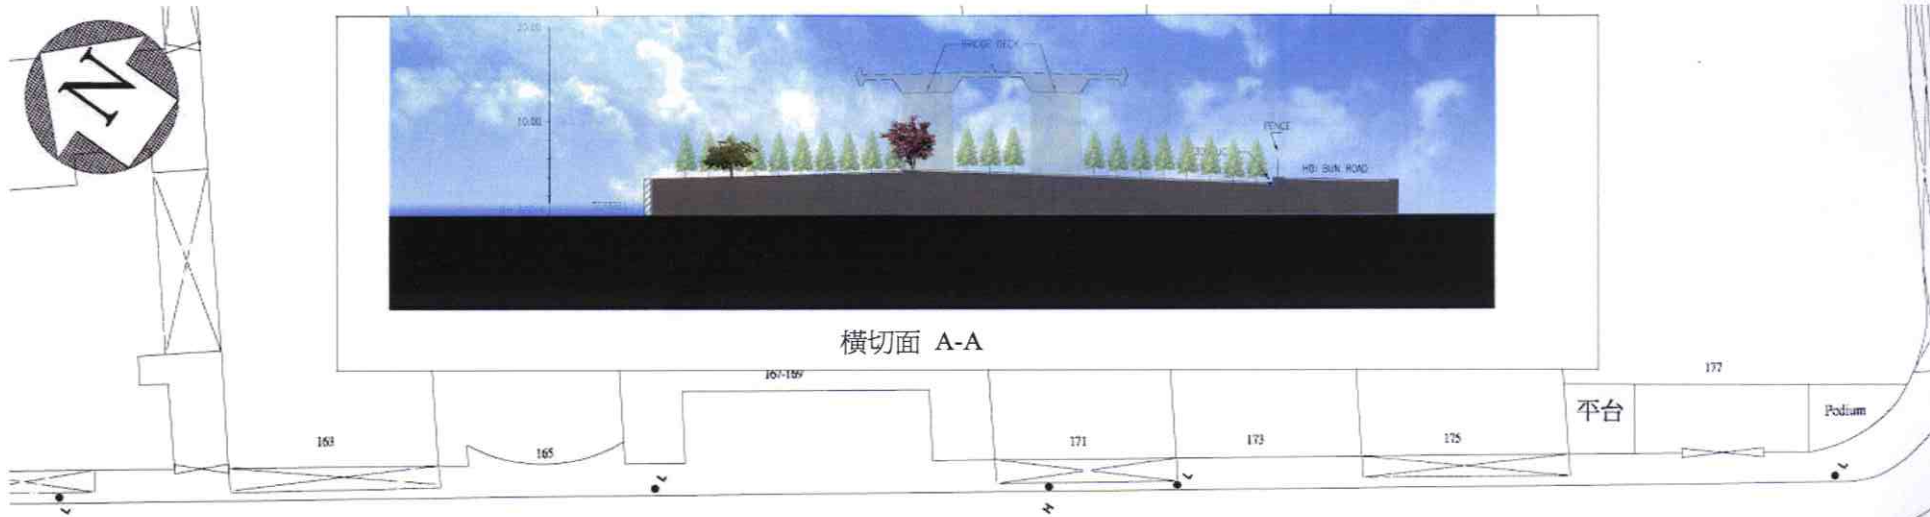 N
20.00
BRIDGE DECK
10.00
FENCE
HOI BUN ROAD
橫切面 A-A
163
165
167-169
171
173
175
177
平台
Podium
L
L
H
L
L